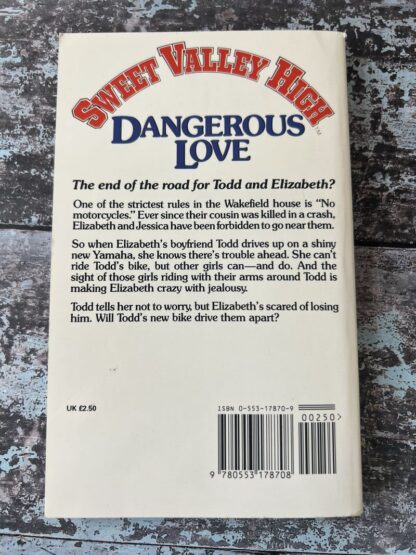 SWEET VALLEY HIGH™
DANGEROUS
LOVE
The end of the road for Todd and Elizabeth?
One of the strictest rules in the Wakefield house is “No
motorcycles.” Ever since their cousin was killed in a crash,
Elizabeth and Jessica have been forbidden to go near them.
So when Elizabeth’s boyfriend Todd drives up on a shiny
new Yamaha, she knows there’s trouble ahead. She can’t
ride Todd’s bike, but other girls can—and do. And the
sight of those girls riding with their arms around Todd is
making Elizabeth crazy with jealousy.
Todd tells her not to worry, but Elizabeth’s scared of losing
him. Will Todd’s new bike drive them apart?
UK £2.50
ISBN 0-553-17870-9
00250>
9 780553 178708